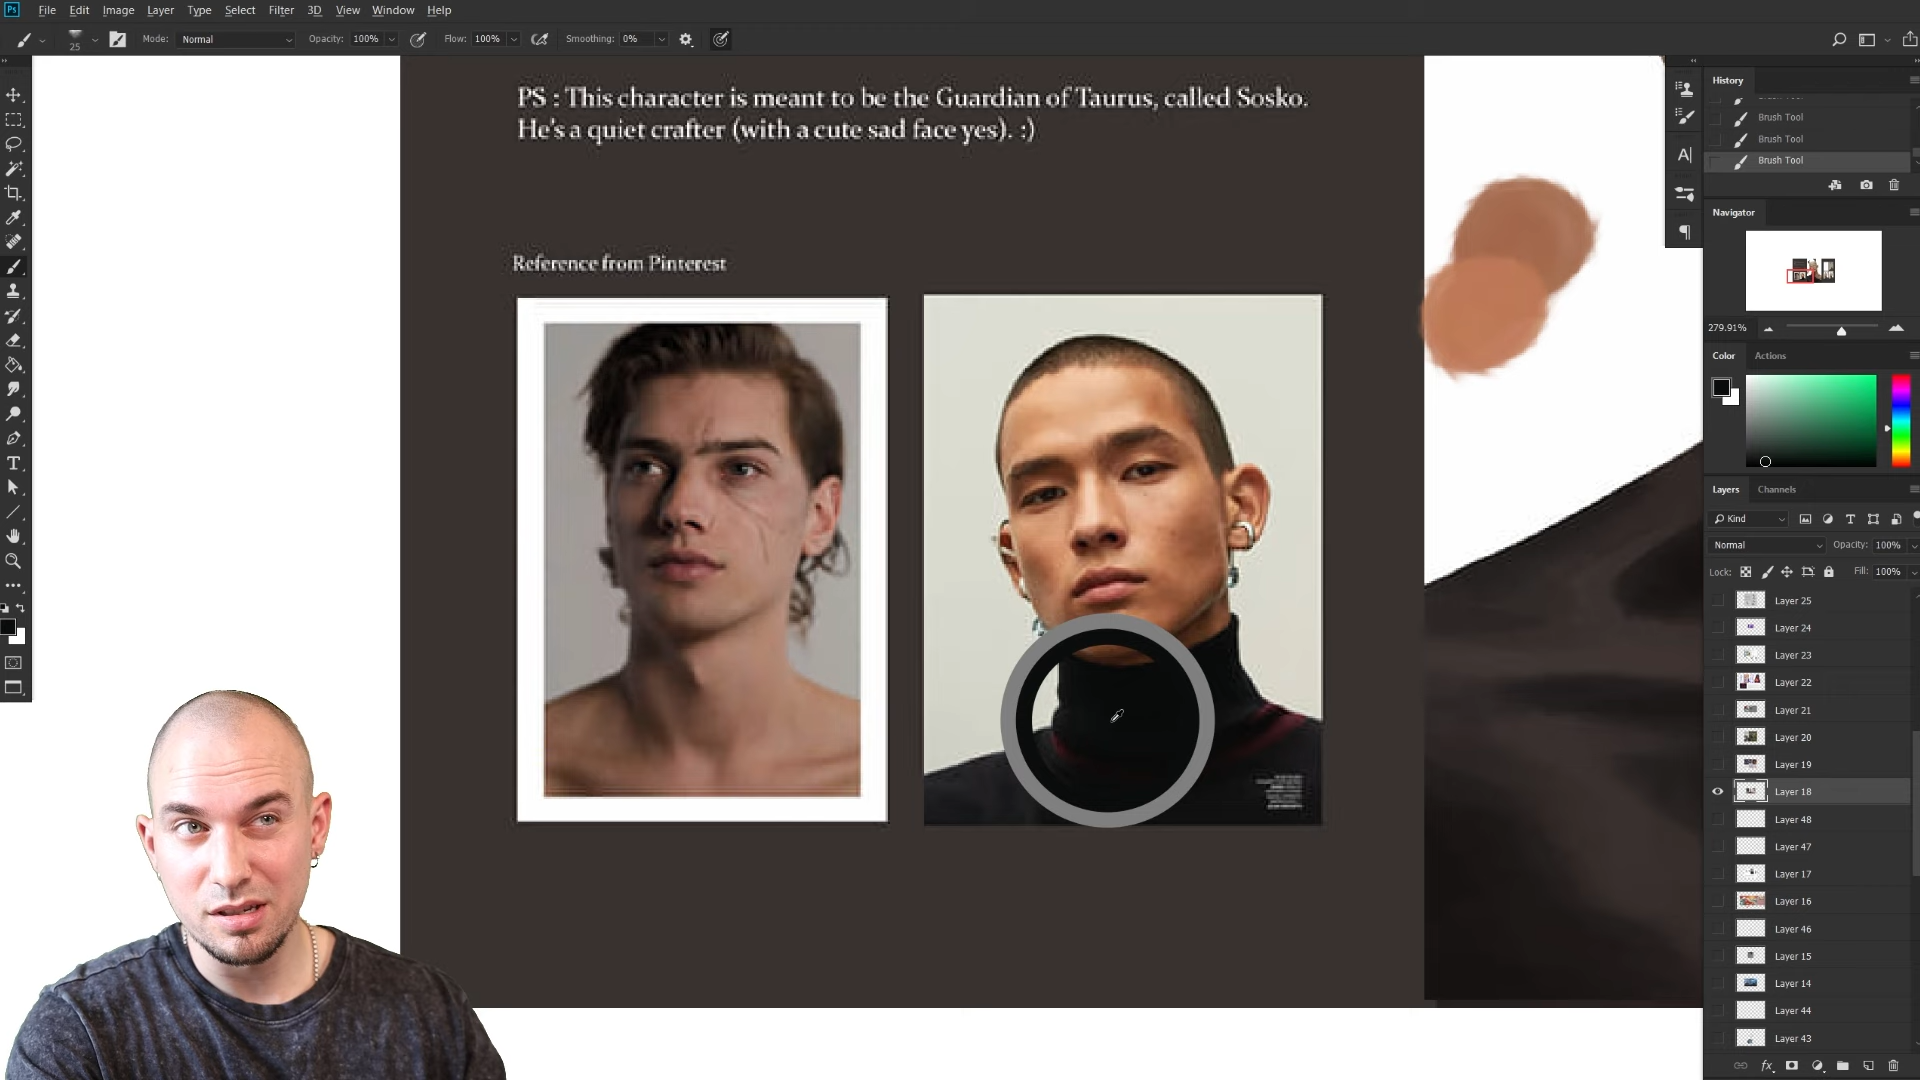 Ps File Edit Image Layer Type Select Filter 3D View Window Help
25 Mode: Normal Opacity: 100% Flow: 100% Smoothing: 0%
PS : This character is meant to be the Guardian of Taurus, called Sosko.
He's a quiet crafter (with a cute sad face yes). :)
Reference from Pinterest
History
Brush Tool
Brush Tool
Brush Tool
Brush Tool
Navigator
279.91%
Color Actions
Layers Channels
Kind
Normal Opacity: 100%
Lock: Fill: 100%
Layer 25
Layer 24
Layer 23
Layer 22
Layer 21
Layer 20
Layer 19
Layer 18
Layer 48
Layer 47
Layer 17
Layer 16
Layer 46
Layer 15
Layer 14
Layer 44
Layer 43
fx